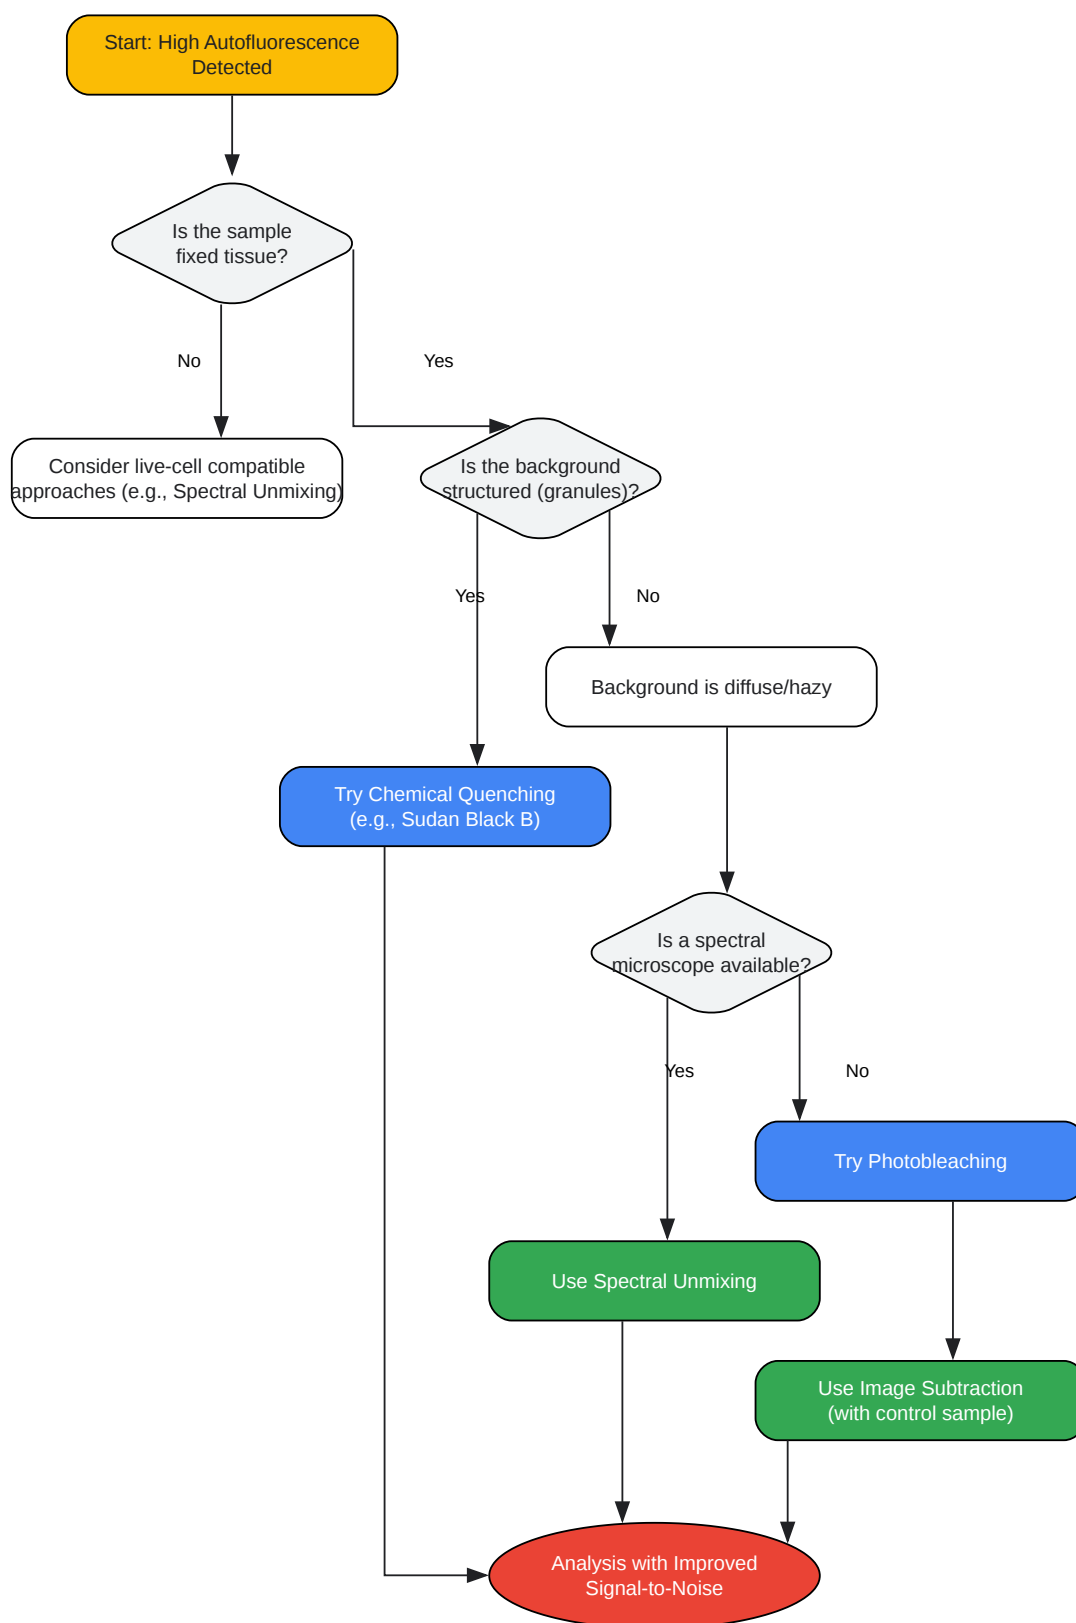 Start: High Autofluorescence
Detected
Is the sample
fixed tissue?
No
Yes
Consider live-cell compatible
approaches (e.g., Spectral Unmixing)
Is the background
structured (granules)?
Yes
No
Background is diffuse/hazy
Try Chemical Quenching
(e.g., Sudan Black B)
Is a spectral
microscope available?
Yes
No
Try Photobleaching
Use Spectral Unmixing
Use Image Subtraction
(with control sample)
Analysis with Improved
Signal-to-Noise